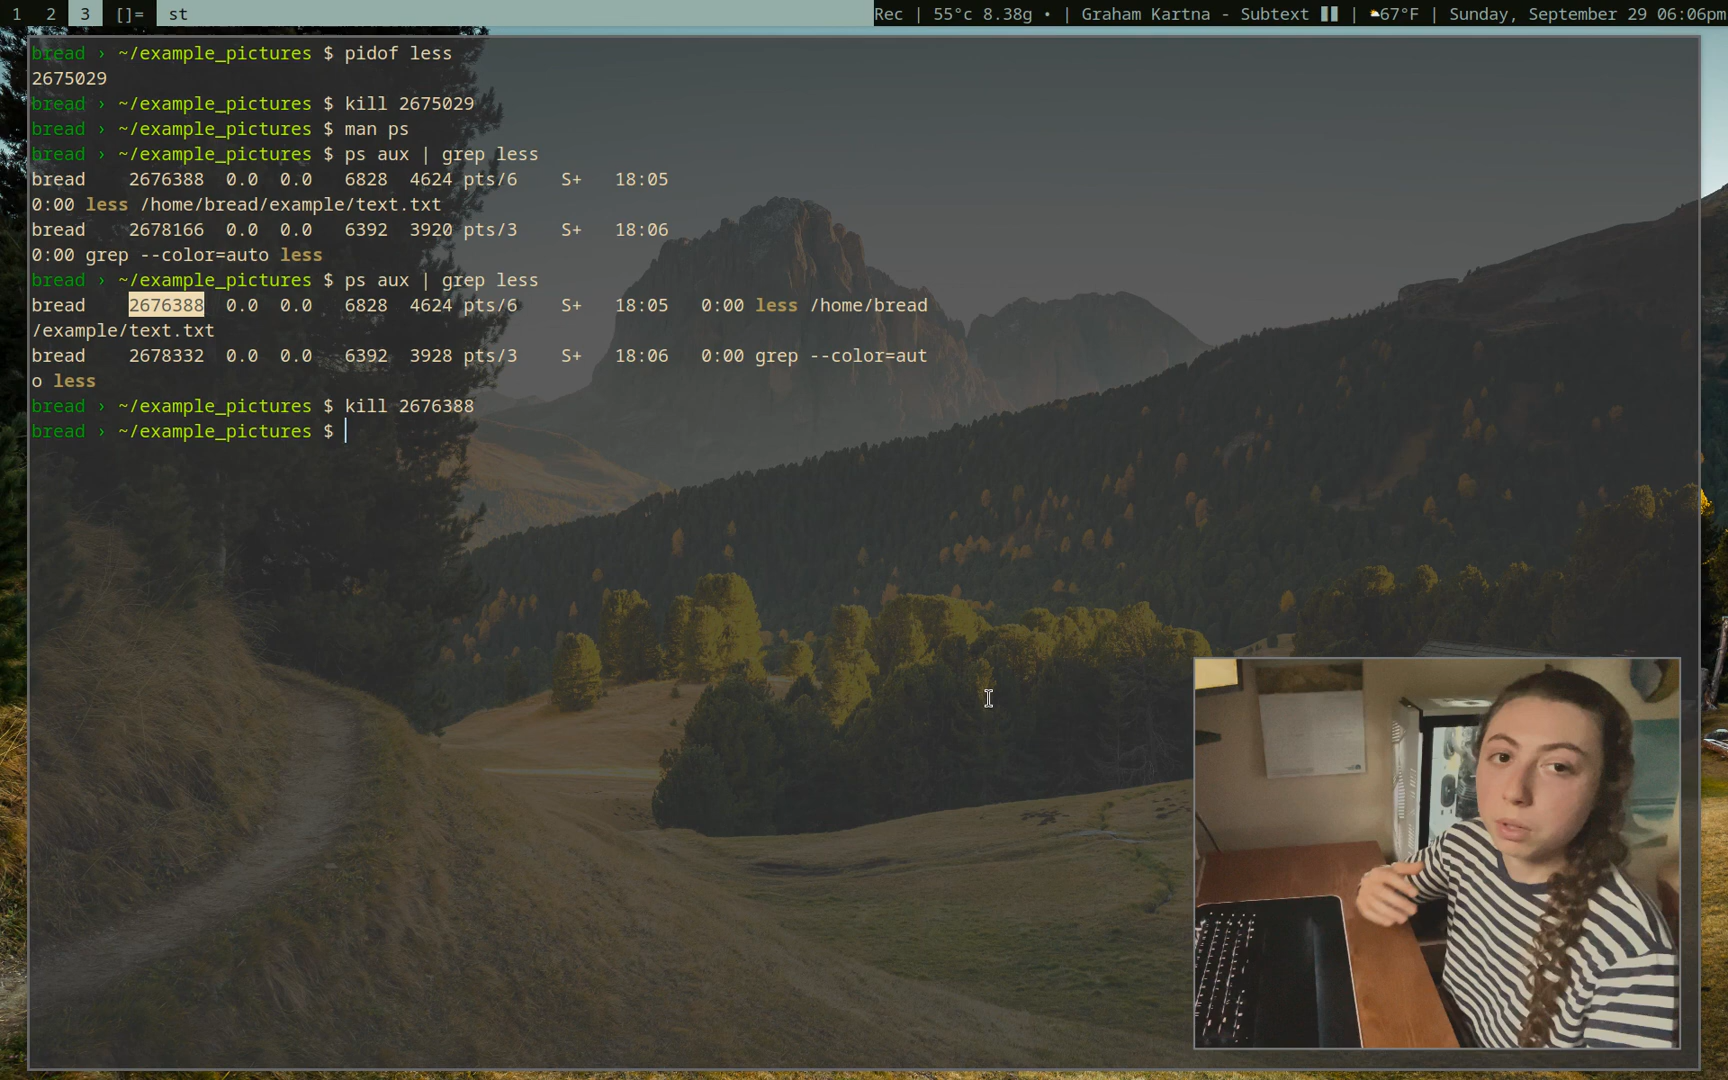 1 2 3 []= st Rec | 55°c 8.38g • | Graham Kartna - Subtext | 67°F | Sunday, September 29 06:06pm
bread › ~/example_pictures $ pidof less
2675029
bread › ~/example_pictures $ kill 2675029
bread › ~/example_pictures $ man ps
bread › ~/example_pictures $ ps aux | grep less
bread 2676388 0.0 0.0 6828 4624 pts/6 S+ 18:05
0:00 less /home/bread/example/text.txt
bread 2678166 0.0 0.0 6392 3920 pts/3 S+ 18:06
0:00 grep --color=auto less
bread › ~/example_pictures $ ps aux | grep less
bread 2676388 0.0 0.0 6828 4624 pts/6 S+ 18:05 0:00 less /home/bread
/example/text.txt
bread 2678332 0.0 0.0 6392 3928 pts/3 S+ 18:06 0:00 grep --color=aut
o less
bread › ~/example_pictures $ kill 2676388
bread › ~/example_pictures $